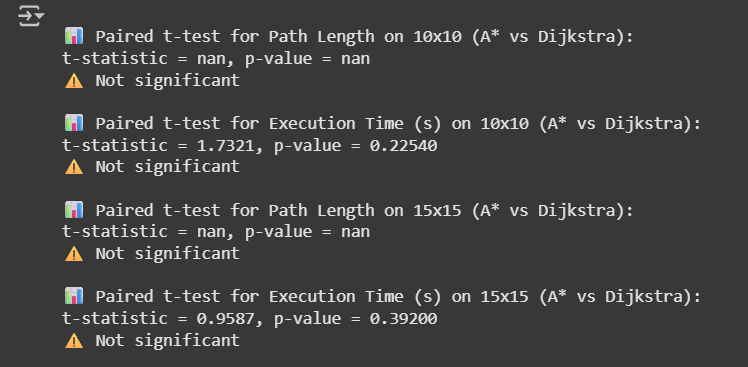 📊 Paired t-test for Path Length on 10x10 (A* vs Dijkstra):
t-statistic = nan, p-value = nan
⚠️ Not significant
📊 Paired t-test for Execution Time (s) on 10x10 (A* vs Dijkstra):
t-statistic = 1.7321, p-value = 0.22540
⚠️ Not significant
📊 Paired t-test for Path Length on 15x15 (A* vs Dijkstra):
t-statistic = nan, p-value = nan
⚠️ Not significant
📊 Paired t-test for Execution Time (s) on 15x15 (A* vs Dijkstra):
t-statistic = 0.9587, p-value = 0.39200
⚠️ Not significant